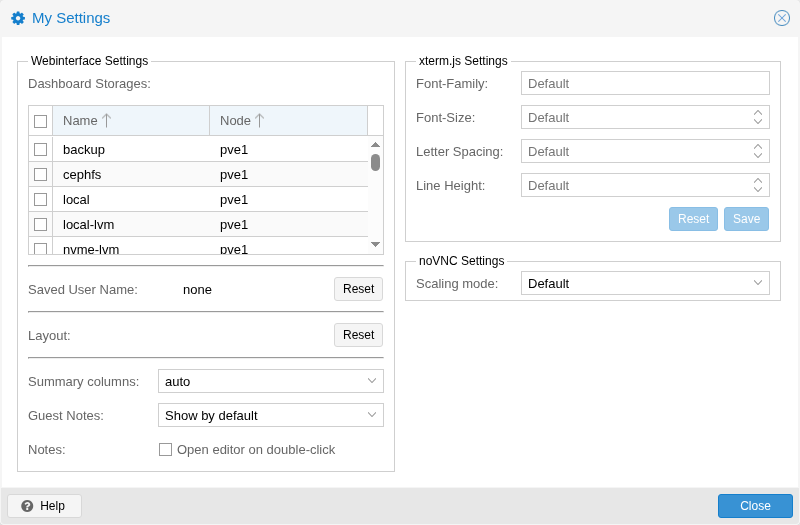 My Settings
Webinterface Settings
Dashboard Storages:
Name Node
backup pve1
cephfs pve1
local pve1
local-lvm pve1
nvme-lvm pve1
Saved User Name: none Reset
Layout: Reset
Summary columns: auto
Guest Notes: Show by default
Notes: Open editor on double-click
xterm.js Settings
Font-Family: Default
Font-Size: Default
Letter Spacing: Default
Line Height: Default
Reset Save
noVNC Settings
Scaling mode: Default
Help Close